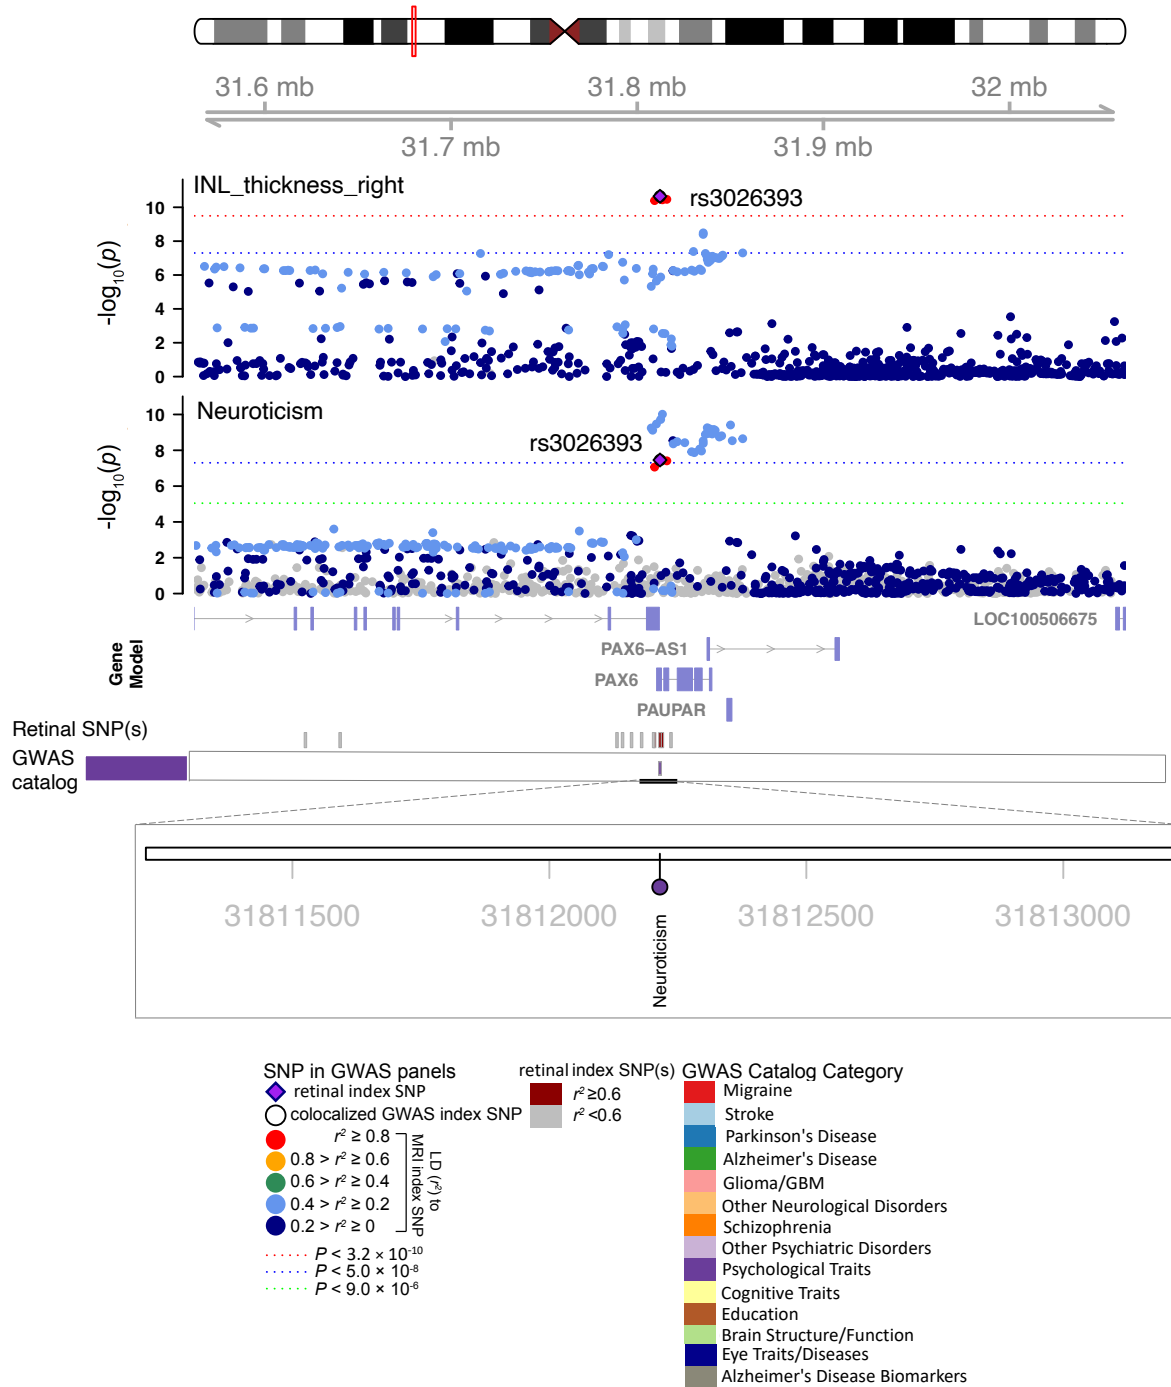 31.6 mb
31.8 mb
32 mb
31.7 mb
31.9 mb
INL_thickness_right
rs3026393
-log10(p)
10
8
6
4
2
0
Neuroticism
rs3026393
-log10(p)
10
8
6
4
2
0
Gene
Model
LOC100506675
PAX6-AS1
PAX6
PAUPAR
Retinal SNP(s)
GWAS
catalog
31811500
31812000
31812500
31813000
Neuroticism
SNP in GWAS panels
retinal index SNP
colocalized GWAS index SNP
r² ≥ 0.8
0.8 > r² ≥ 0.6
0.6 > r² ≥ 0.4
0.4 > r² ≥ 0.2
0.2 > r² ≥ 0
LD (r²) to
MRI index SNP
P < 3.2 × 10⁻¹⁰
P < 5.0 × 10⁻⁸
P < 9.0 × 10⁻⁶
retinal index SNP(s)
r² ≥0.6
r² <0.6
GWAS Catalog Category
Migraine
Stroke
Parkinson's Disease
Alzheimer's Disease
Glioma/GBM
Other Neurological Disorders
Schizophrenia
Other Psychiatric Disorders
Psychological Traits
Cognitive Traits
Education
Brain Structure/Function
Eye Traits/Diseases
Alzheimer's Disease Biomarkers